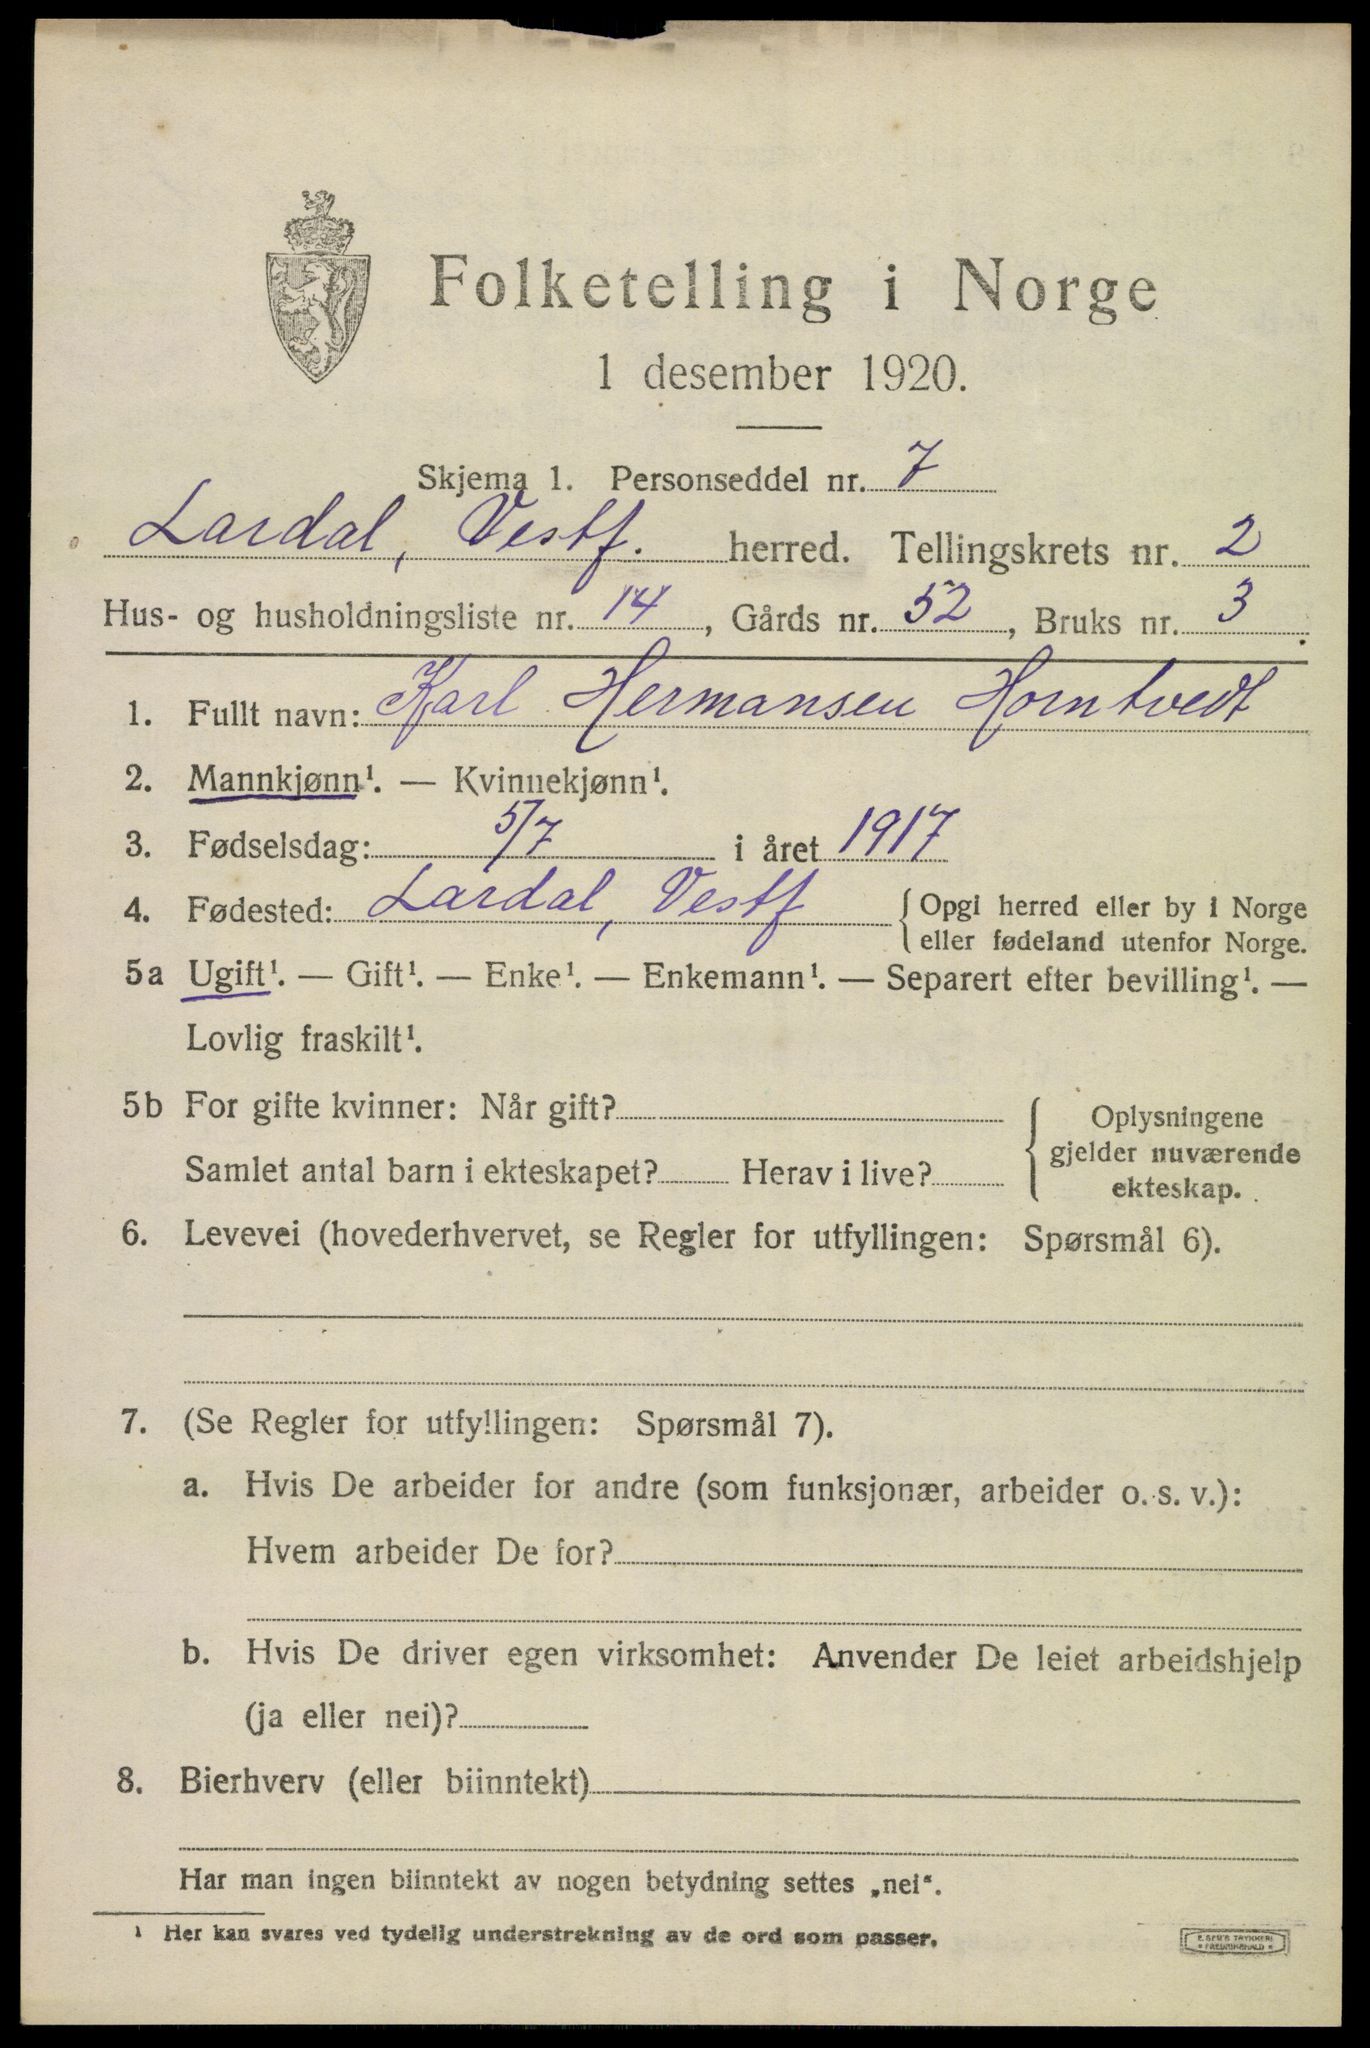 Folketelling i Norge
1 desember 1920.
Skjema 1. Personseddel nr. 7
Lardal, Vestf. herred. Tellingskrets nr. 2
Hus- og husholdningsliste nr. 14, Gårds nr. 52, Bruks nr. 3
1. Fullt navn: Karl Hermansen Horntvedt
2. Mannkjønn¹. — Kvinnekjønn¹.
3. Fødselsdag: 5/7 i året 1917
4. Fødested: Lardal, Vestf { Opgi herred eller by i Norge
eller fødeland utenfor Norge.
5a Ugift¹. — Gift¹. — Enke¹. — Enkemann¹. — Separert efter bevilling¹. —
Lovlig fraskilt¹.
5b For gifte kvinner: Når gift?
Samlet antal barn i ekteskapet? Herav i live?
{ Oplysningene
gjelder nuværende
ekteskap.
6. Levevei (hovederhvervet, se Regler for utfyllingen: Spørsmål 6).
7. (Se Regler for utfyllingen: Spørsmål 7).
a. Hvis De arbeider for andre (som funksjonær, arbeider o. s. v.):
Hvem arbeider De for?
b. Hvis De driver egen virksomhet: Anvender De leiet arbeidshjelp
(ja eller nei)?
8. Bierhverv (eller biinntekt)
Har man ingen biinntekt av nogen betydning settes „nei“.
¹ Her kan svares ved tydelig understrekning av de ord som passer.